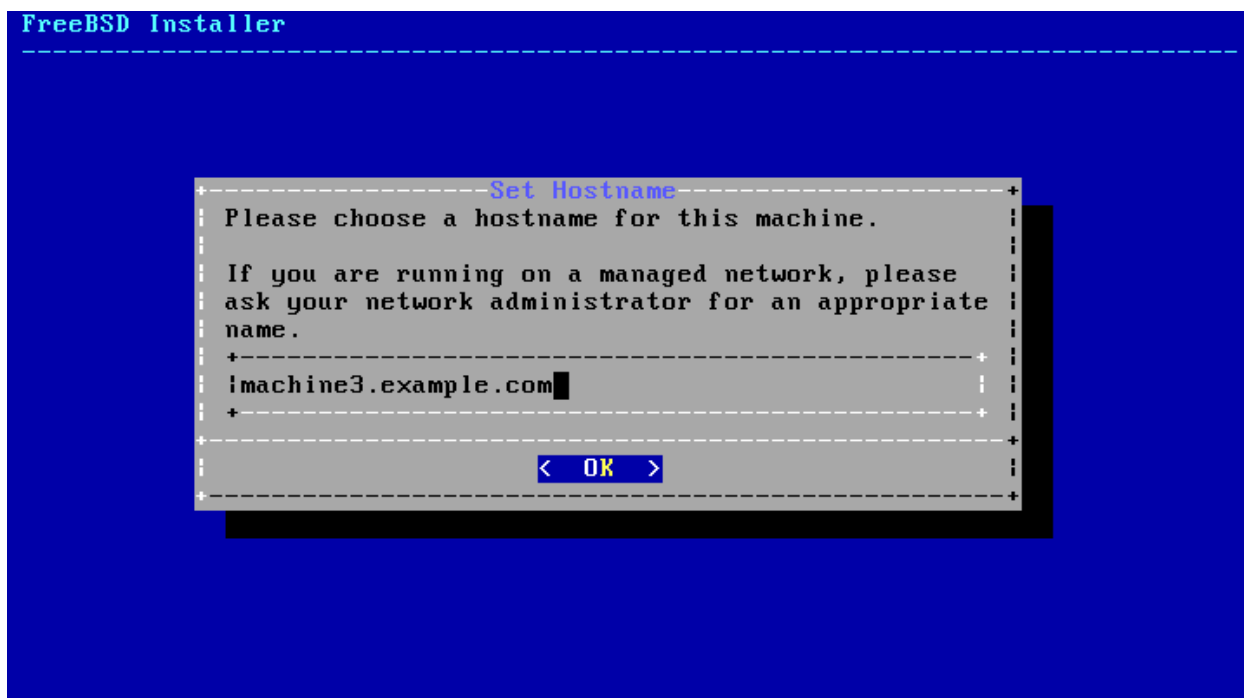 FreeBSD Installer
Set Hostname
Please choose a hostname for this machine.
If you are running on a managed network, please
ask your network administrator for an appropriate
name.
machine3.example.com
< OK >